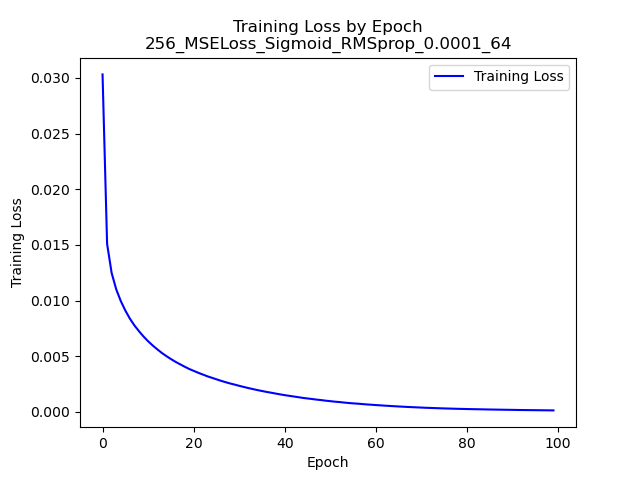 Training Loss by Epoch
256_MSELoss_Sigmoid_RMSprop_0.0001_64
Training Loss
0.030
0.025
0.020
0.015
0.010
0.005
0.000
Training Loss
0 20 40 60 80 100
Epoch